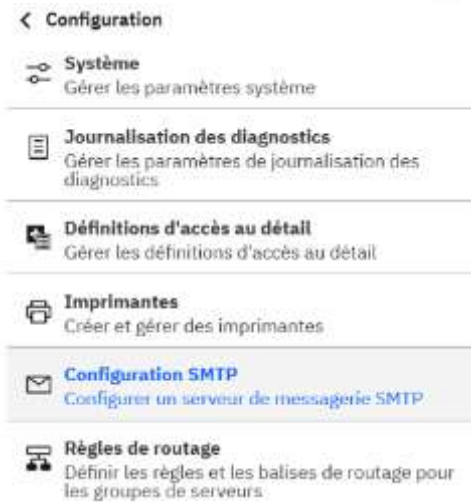 Configuration
Système
Gérer les paramètres système
Journalisation des diagnostics
Gérer les paramètres de journalisation des
diagnostics
Définitions d'accès au détail
Gérer les définitions d'accès au détail
Imprimantes
Créer et gérer des imprimantes
Configuration SMTP
Configurer un serveur de messagerie SMTP
Règles de routage
Définir les règles et les balises de routage pour
les groupes de serveurs